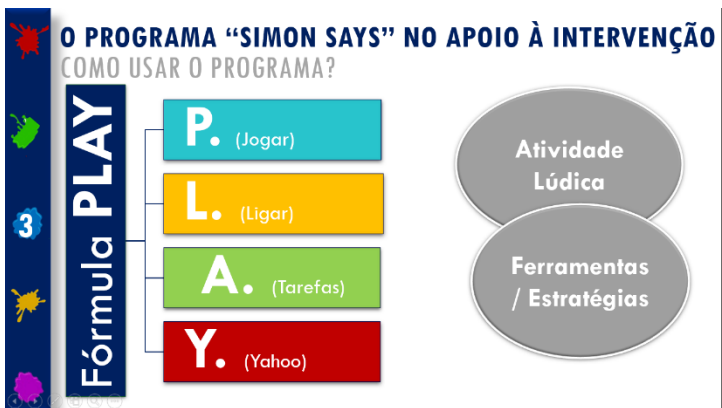 O PROGRAMA “SIMON SAYS” NO APOIO À INTERVENÇÃO
COMO USAR O PROGRAMA?
Fórmula PLAY
P. (Jogar)
L. (Ligar)
A. (Tarefas)
Y. (Yahoo)
Atividade
Lúdica
Ferramentas
/ Estratégias
3